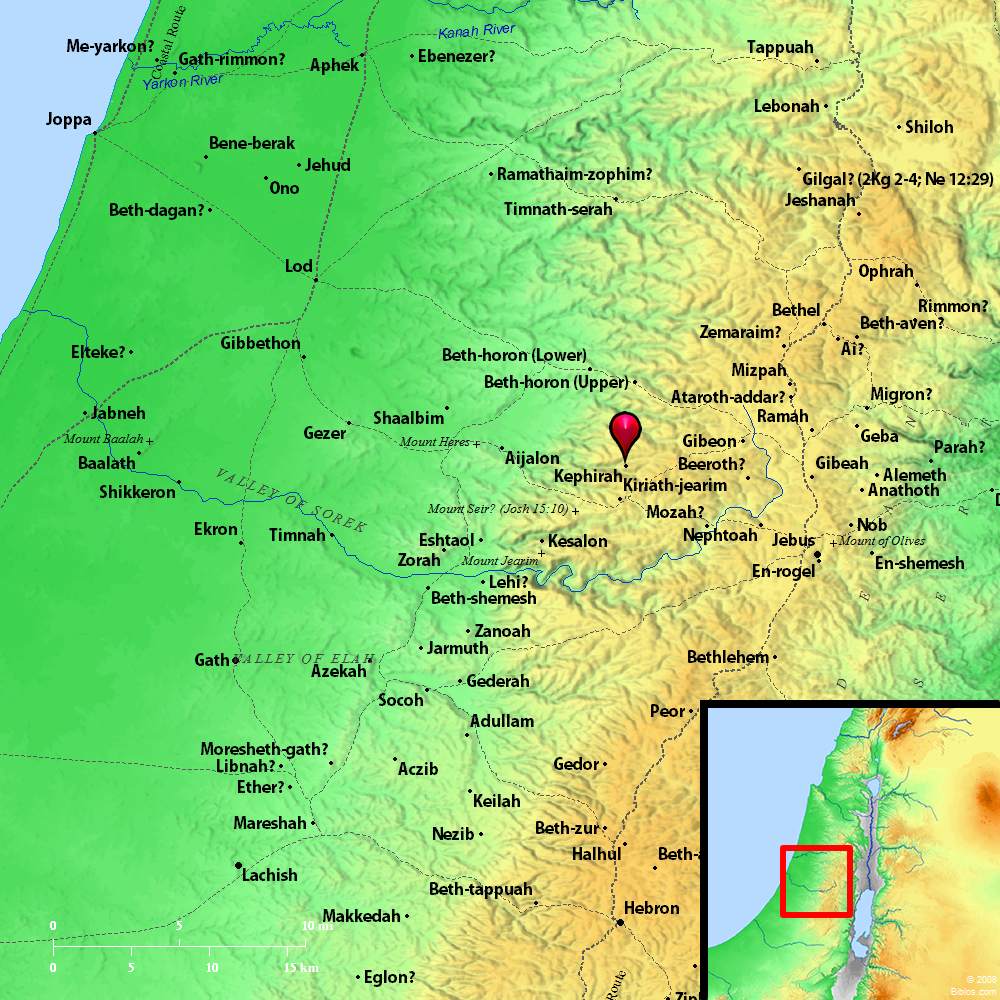 Kanah River
Me-yarkon?
Coastal Route
Gath-rimmon?
Aphek
Ebenezer?
Tappuah
Yarkon River
Lebonah
Joppa
Shiloh
Bene-berak
Jehud
Ono
Ramathaim-zophim?
Gilgal? (2Kg 2-4; Ne 12:29)
Beth-dagan?
Timnath-serah
Jeshanah
Lod
Ophrah
Rimmon?
Bethel
Beth-aven?
Zemaraim?
Gibbethon
Elteke?
Beth-horon (Lower)
Ai?
Beth-horon (Upper)
Mizpah
Ataroth-addar?
Migron?
Jabneh
Shaalbim
Ramah
Gezer
Mount Baalah
Mount Heres
Gibeon
Geba
Parah?
Baalath
Aijalon
Beeroth?
Gibeah
Kephirah
Alemeth
Shikkeron
Kiriath-jearim
Anathoth
VALLEY OF SOREK
Mount Seir? (Josh 15:10)
Mozah?
Ekron
Timnah
Nephtoah
Jebus
Nob
Eshtaol
Kesalon
Mount of Olives
Zorah
Mount Jearim
En-rogel
En-shemesh
Lehi?
Beth-shemesh
Zanoah
Jarmuth
Gath
VALLEY OF ELAH
Azekah
Bethlehem
Gederah
Socoh
Peor
Adullam
Moresheth-gath?
Libnah?
Aczib
Gedor
Ether?
Keilah
Mareshah
Nezib
Beth-zur
Halhul
Beth-
Lachish
Beth-tappuah
Hebron
Makkedah
0 5 10 mi
0 5 10 15 km
Eglon?
Route
Zip
© 2008
Biblos.com